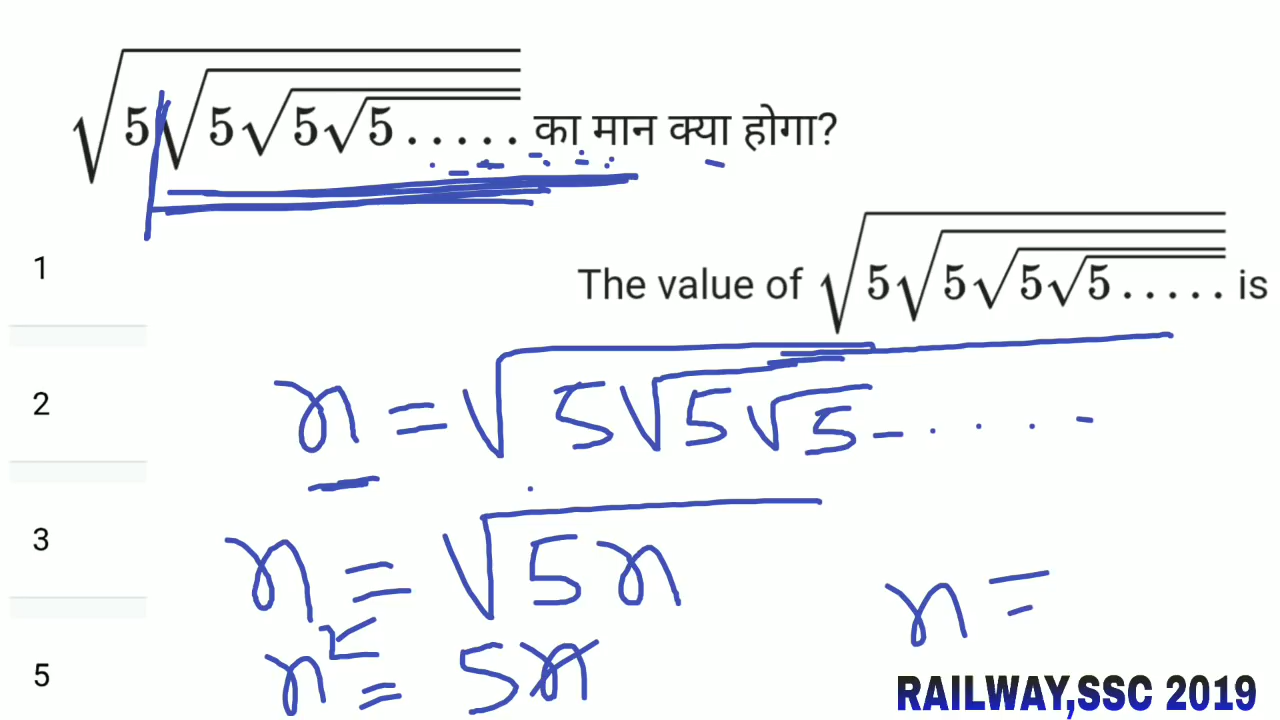 √5√5√5√5..... का मान क्या होगा?
1
The value of √5√5√5√5..... is
2
x = √5√5√5-....-
3
x = √5x
x =
x² = 5x
5
RAILWAY,SSC 2019